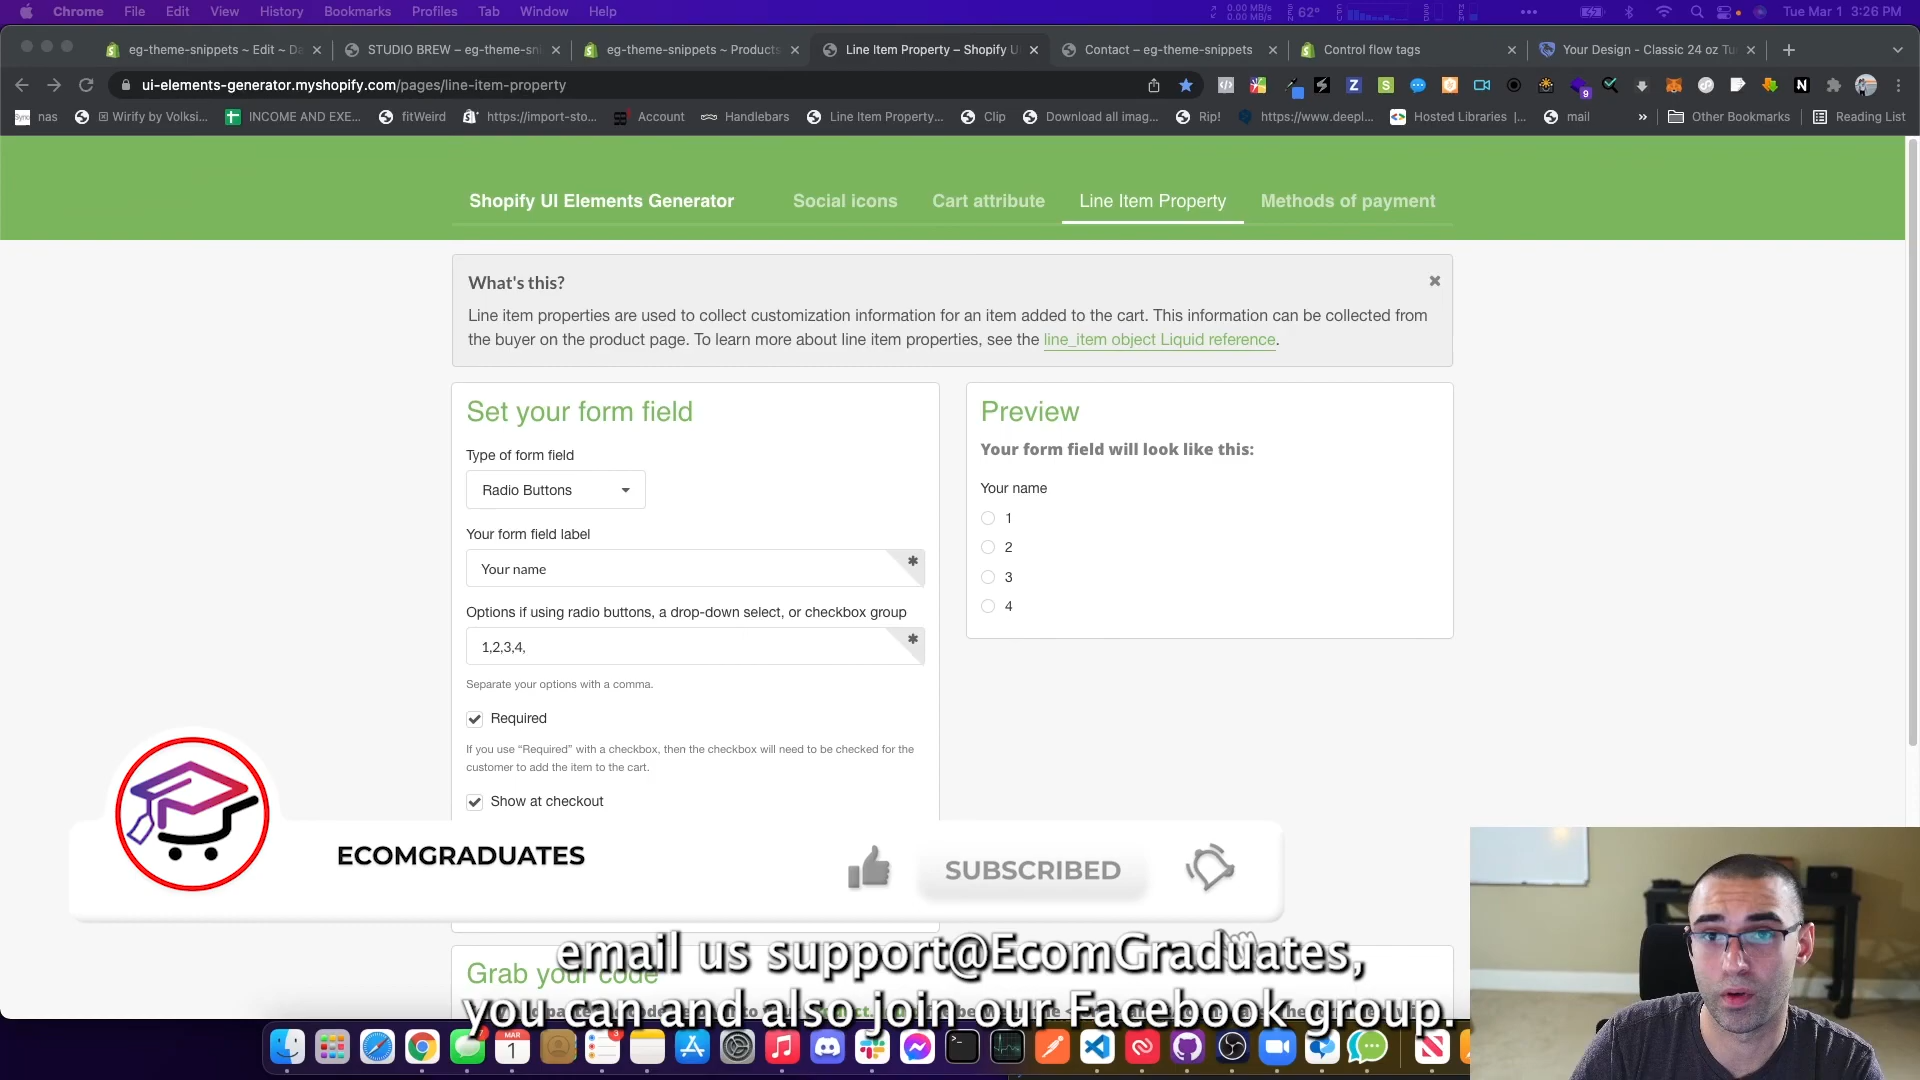 Chrome File Edit View History Bookmarks Profiles Tab Window Help 0.00 MB/s 0.00 MB/s 62° Tue Mar 1 3:26 PM
eg-theme-snippets ~ Edit ~ Da STUDIO BREW – eg-theme-sni eg-theme-snippets ~ Products Line Item Property – Shopify U Contact – eg-theme-snippets Control flow tags Your Design - Classic 24 oz Tu
ui-elements-generator.myshopify.com/pages/line-item-property
nas Wirify by Volksi... INCOME AND EXE... fitWeird https://import-sto... Account Handlebars Line Item Property... Clip Download all imag... Rip! https://www.deepl... Hosted Libraries |... mail » Other Bookmarks Reading List
Shopify UI Elements Generator Social icons Cart attribute Line Item Property Methods of payment
What's this?
Line item properties are used to collect customization information for an item added to the cart. This information can be collected from
the buyer on the product page. To learn more about line item properties, see the line_item object Liquid reference.
Set your form field
Type of form field
Radio Buttons
Your form field label
Your name
Options if using radio buttons, a drop-down select, or checkbox group
1,2,3,4,
Separate your options with a comma.
Required
If you use “Required” with a checkbox, then the checkbox will need to be checked for the
customer to add the item to the cart.
Show at checkout
Preview
Your form field will look like this:
Your name
1
2
3
4
ECOMGRADUATES
SUBSCRIBED
Grab your code
email us support@EcomGraduates,
you can and also join our Facebook group.
MAR
1